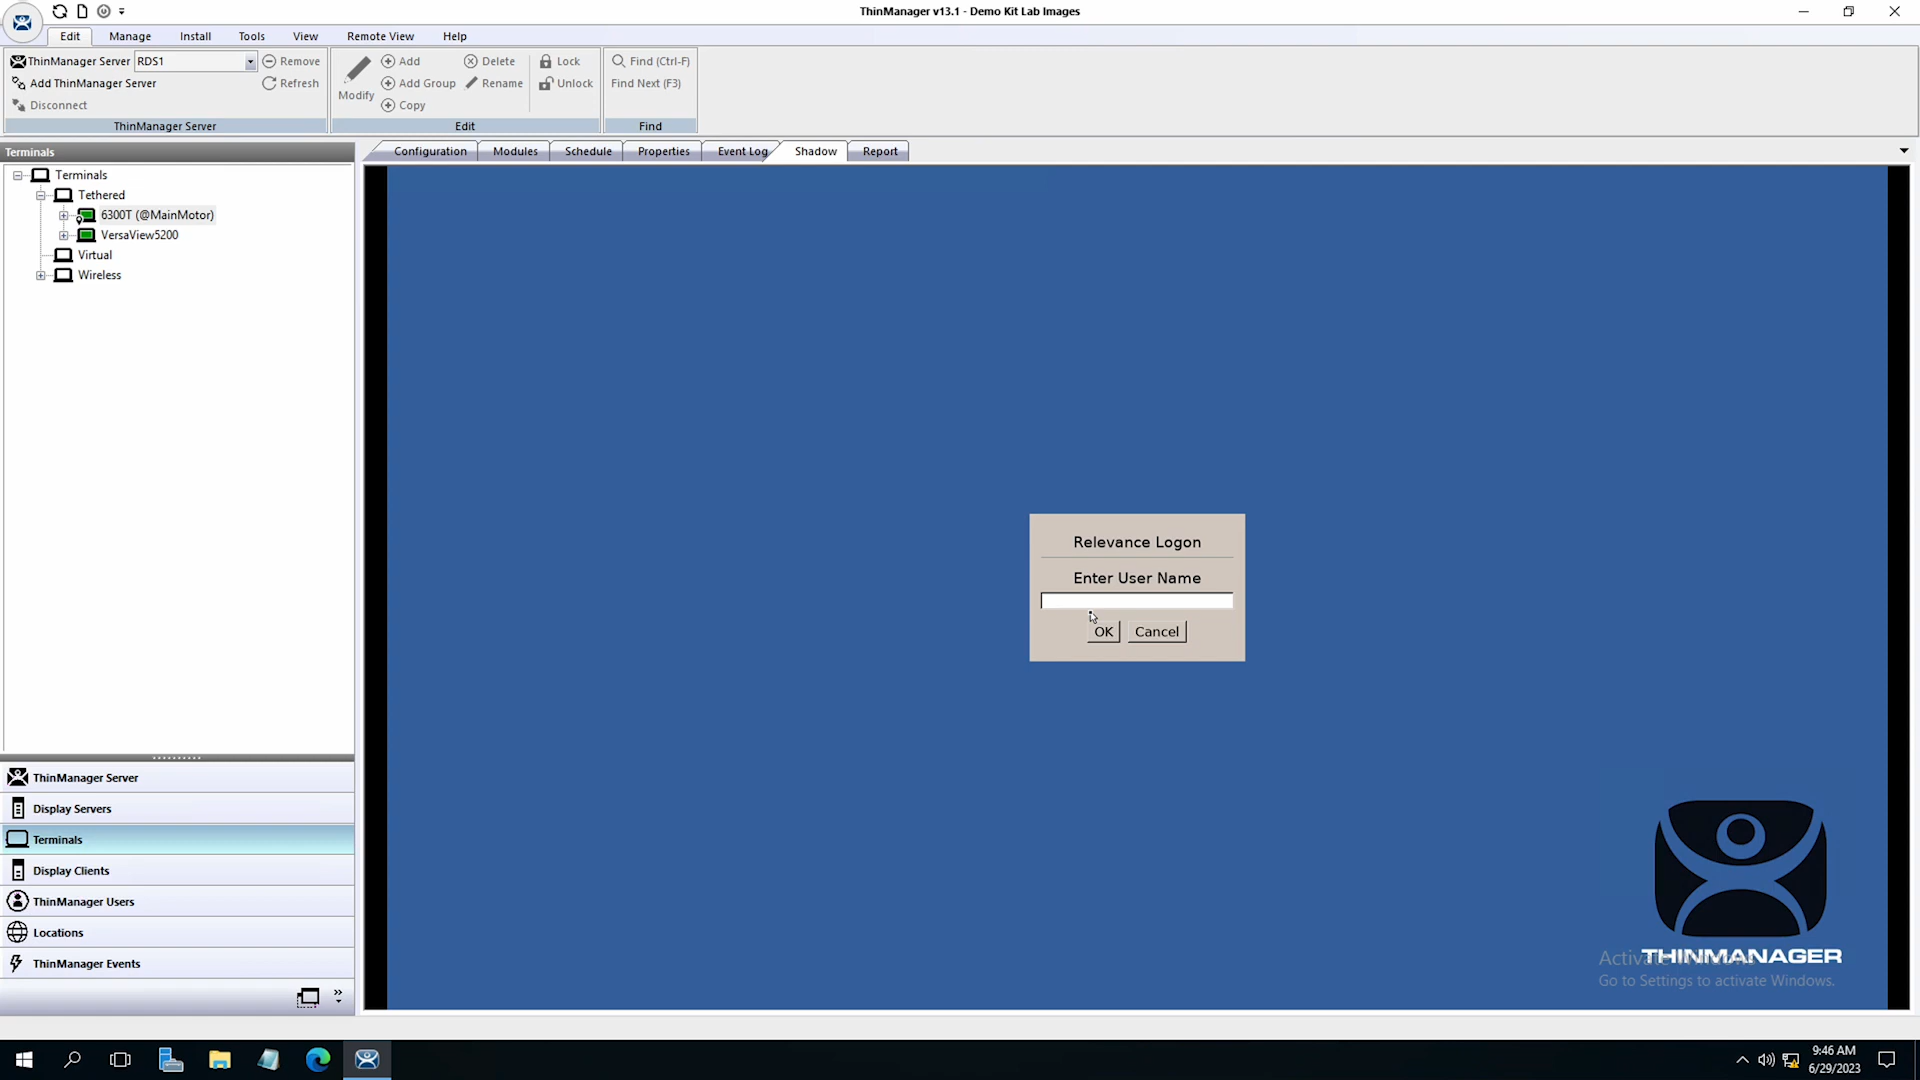 ThinManager v13.1 - Demo Kit Lab Images
Edit Manage Install Tools View Remote View Help
ThinManager Server RDS1 Remove
Add ThinManager Server Refresh
Disconnect
ThinManager Server
Modify
Add Delete Lock
Add Group Rename Unlock
Copy
Edit
Find (Ctrl-F)
Find Next (F3)
Find
Terminals
Configuration Modules Schedule Properties Event Log Shadow Report
Terminals
Tethered
6300T (@MainMotor)
VersaView5200
Virtual
Wireless
Relevance Logon
Enter User Name
OK Cancel
ThinManager Server
Display Servers
Terminals
Display Clients
ThinManager Users
Locations
ThinManager Events
THINMANAGER
Activate Windows
Go to Settings to activate Windows.
9:46 AM
6/29/2023